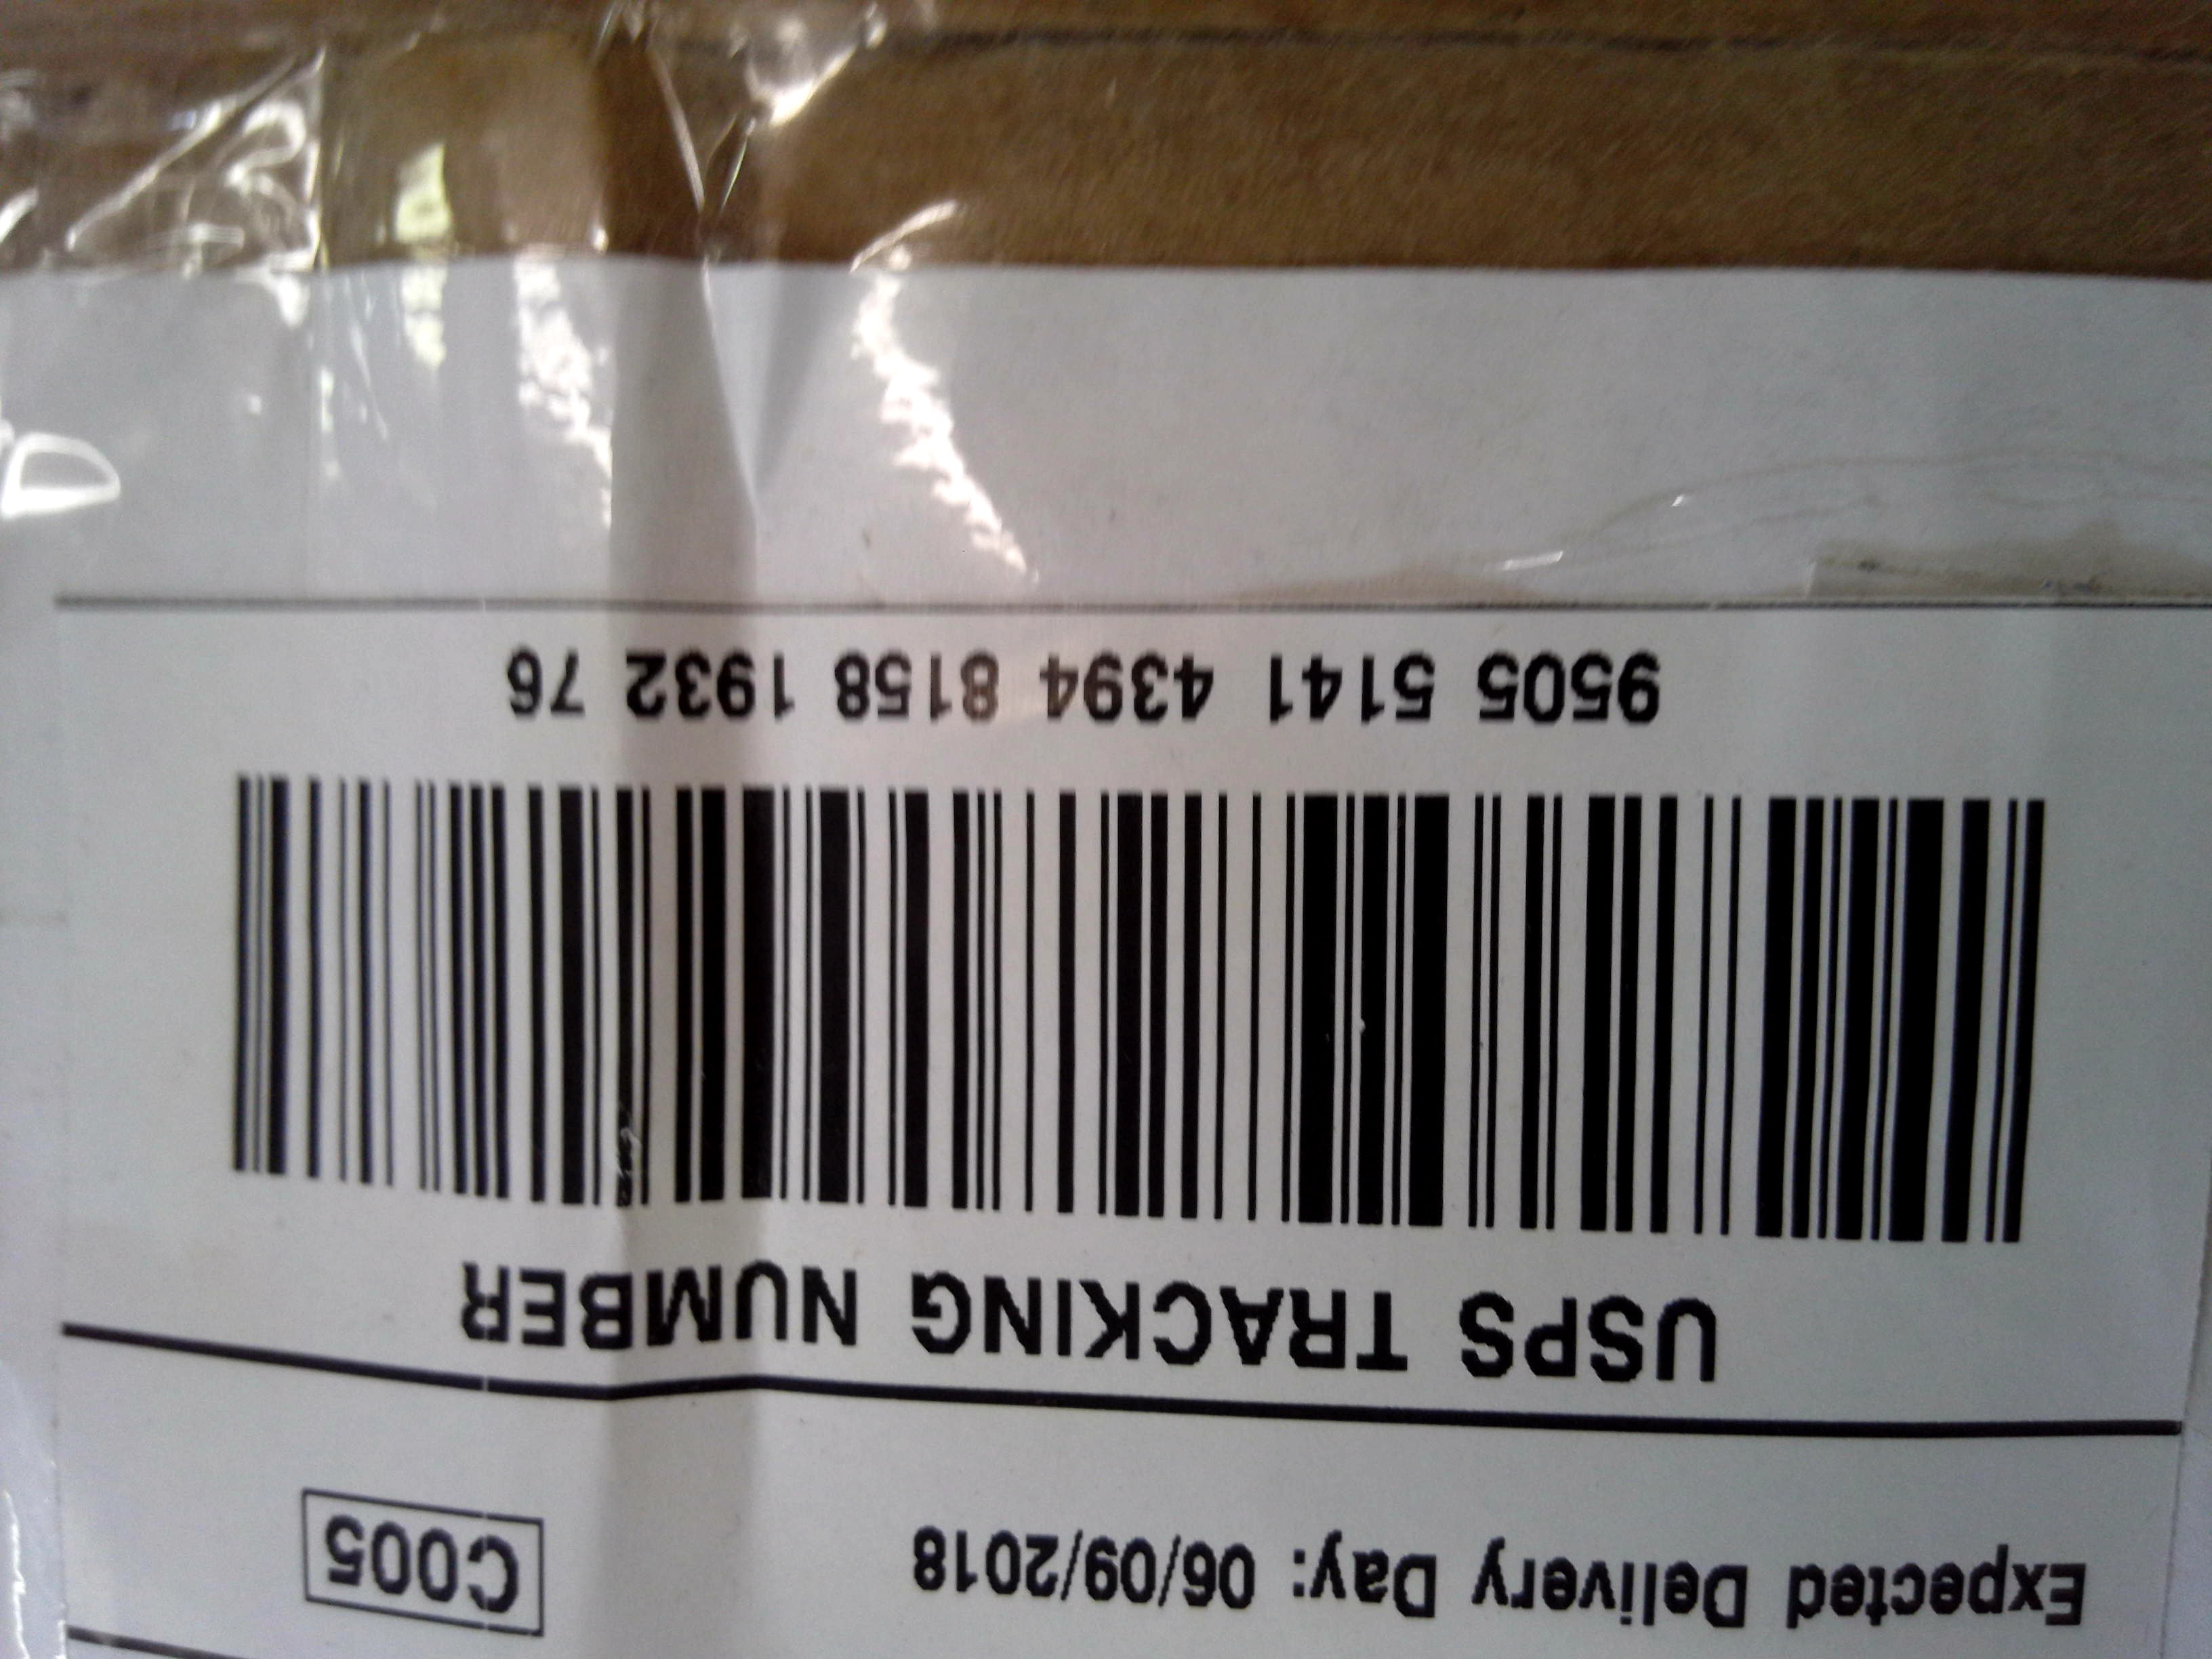 Expected Delivery Day: 06/09/2018
C005
USPS TRACKING NUMBER
9505 5141 4394 8158 1932 76